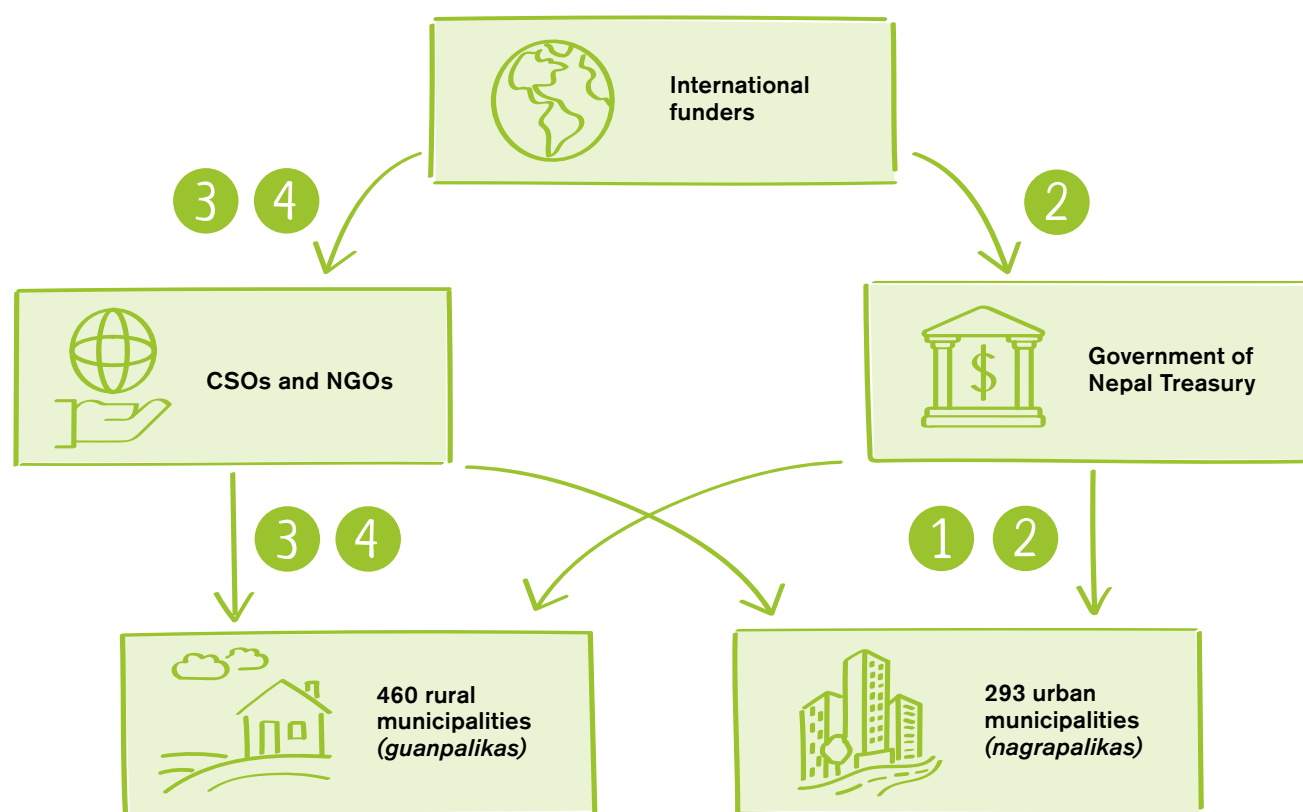 International
funders
3 4
2
CSOs and NGOs
$
Government of
Nepal Treasury
3 4
1 2
460 rural
municipalities
(guanpalikas)
293 urban
municipalities
(nagrapalikas)